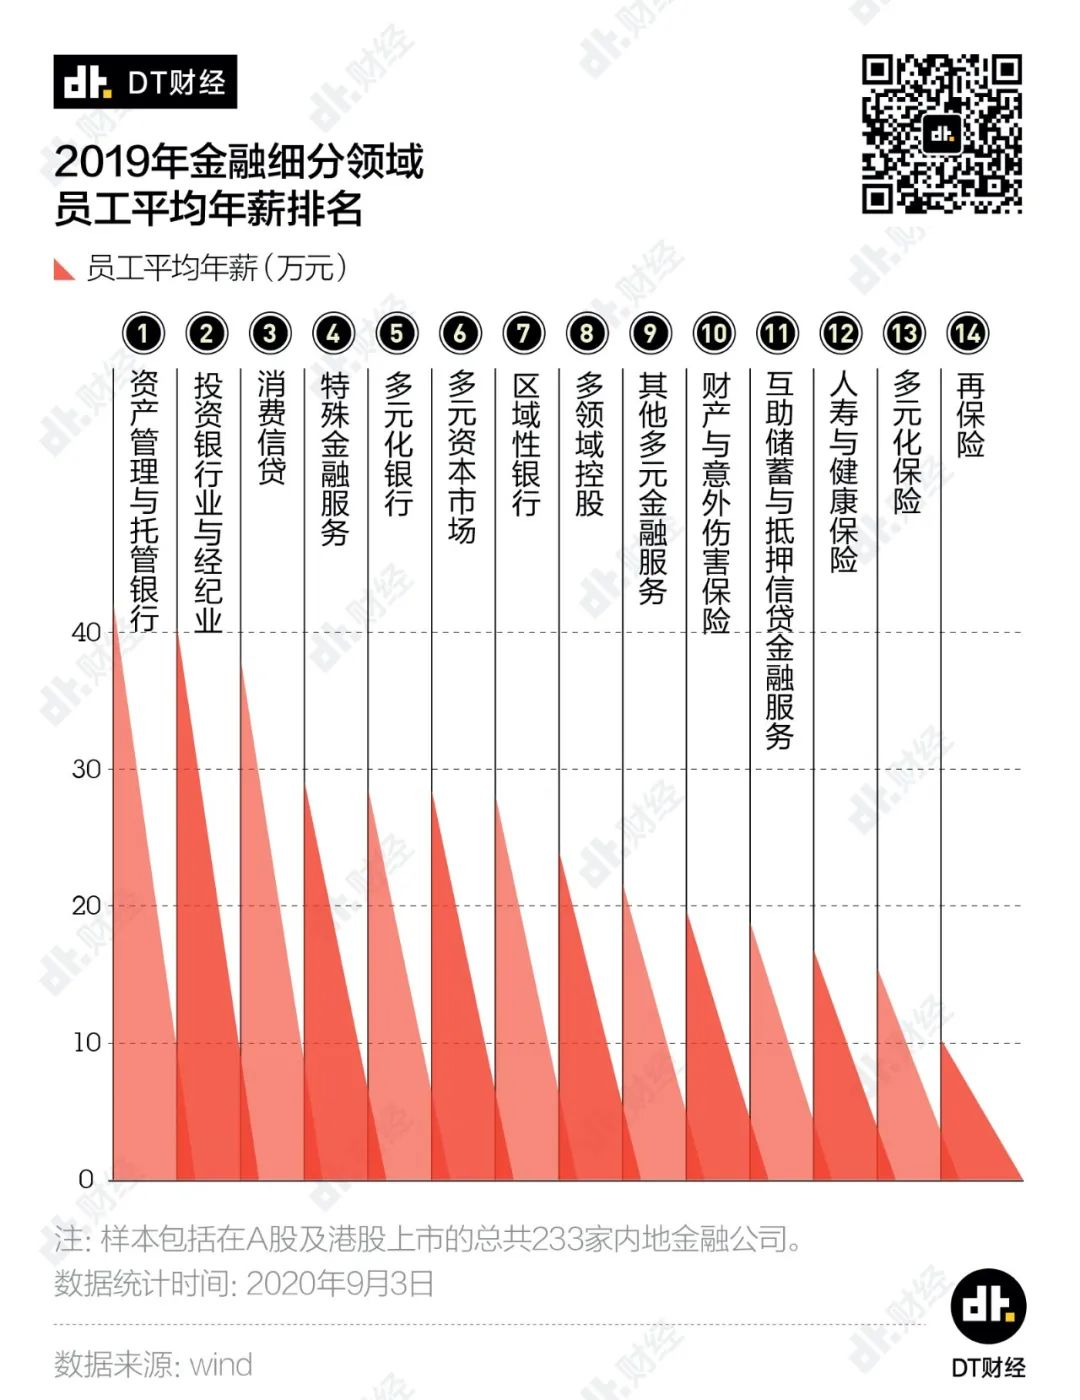 dt. DT财经
2019年金融细分领域
员工平均年薪排名
员工平均年薪(万元)
1 2 3 4 5 6 7 8 9 10 11 12 13 14
资产管理与托管银行
投资银行业与经纪业
消费信贷
特殊金融服务
多元化银行
多元资本市场
区域性银行
多领域控股
其他多元金融服务
财产与意外伤害保险
互助储蓄与抵押信贷金融服务
人寿与健康保险
多元化保险
再保险
40
30
20
10
0
注: 样本包括在A股及港股上市的总共233家内地金融公司。
数据统计时间: 2020年9月3日
数据来源: wind
dt.
DT财经